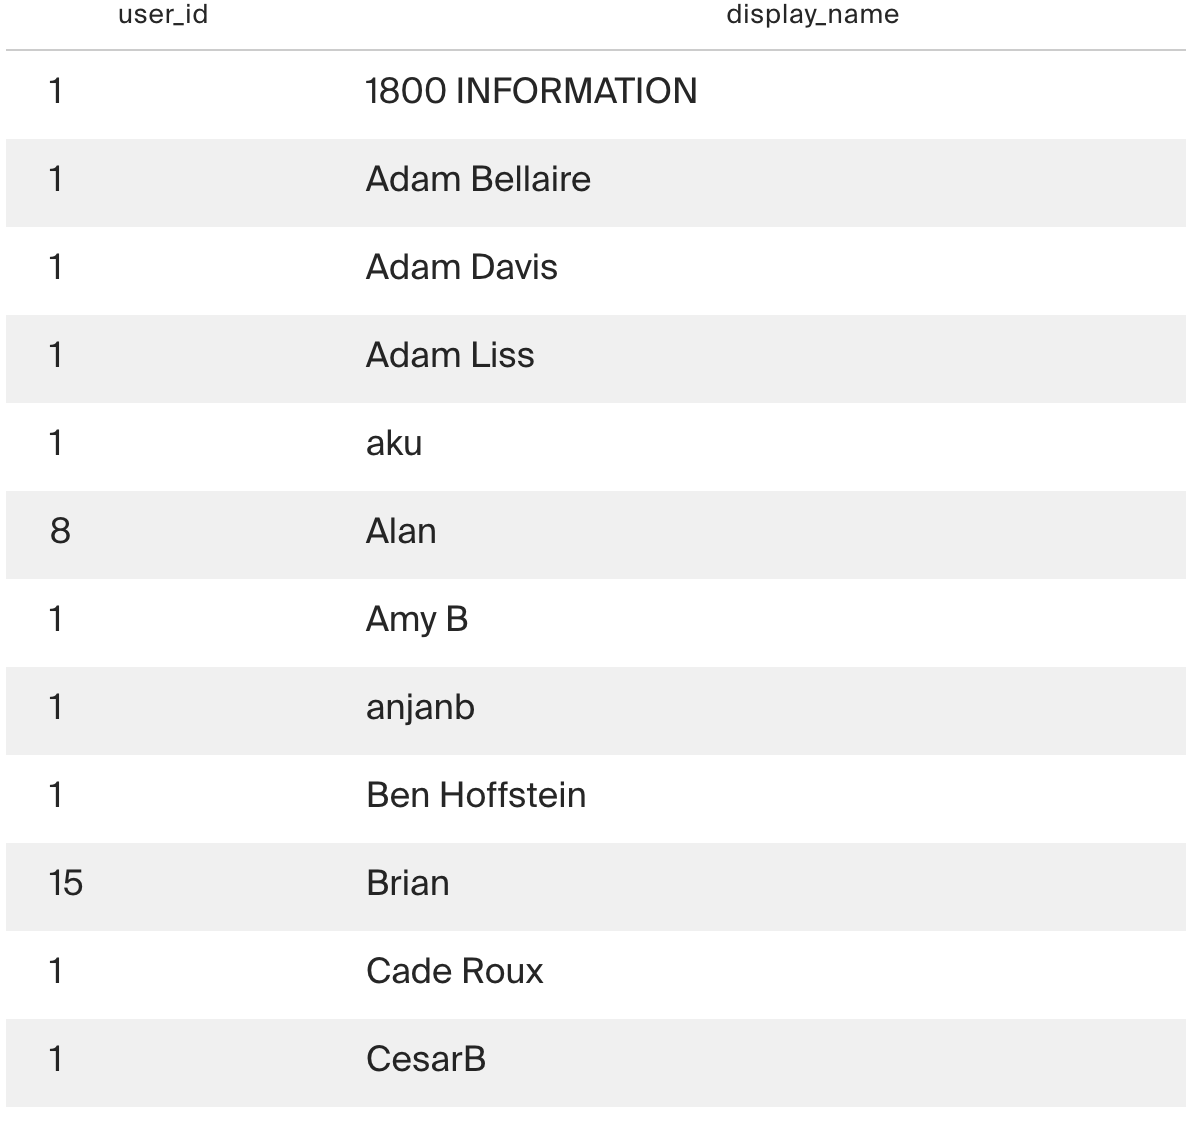 user_id display_name
1 1800 INFORMATION
1 Adam Bellaire
1 Adam Davis
1 Adam Liss
1 aku
8 Alan
1 Amy B
1 anjanb
1 Ben Hoffstein
15 Brian
1 Cade Roux
1 CesarB